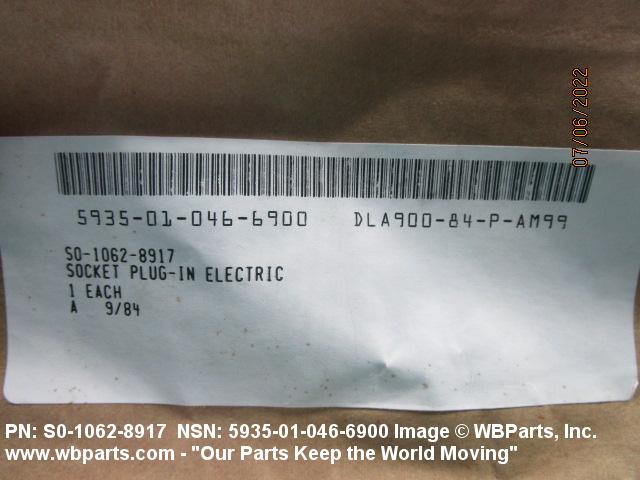 07/06/2022
5935-01-046-6900 DLA900-84-P-AM99
SO-1062-8917
SOCKET PLUG-IN ELECTRIC
1 EACH
A 9/84
PN: S0-1062-8917 NSN: 5935-01-046-6900 Image © WBParts, Inc.
www.wbparts.com - "Our Parts Keep the World Moving"